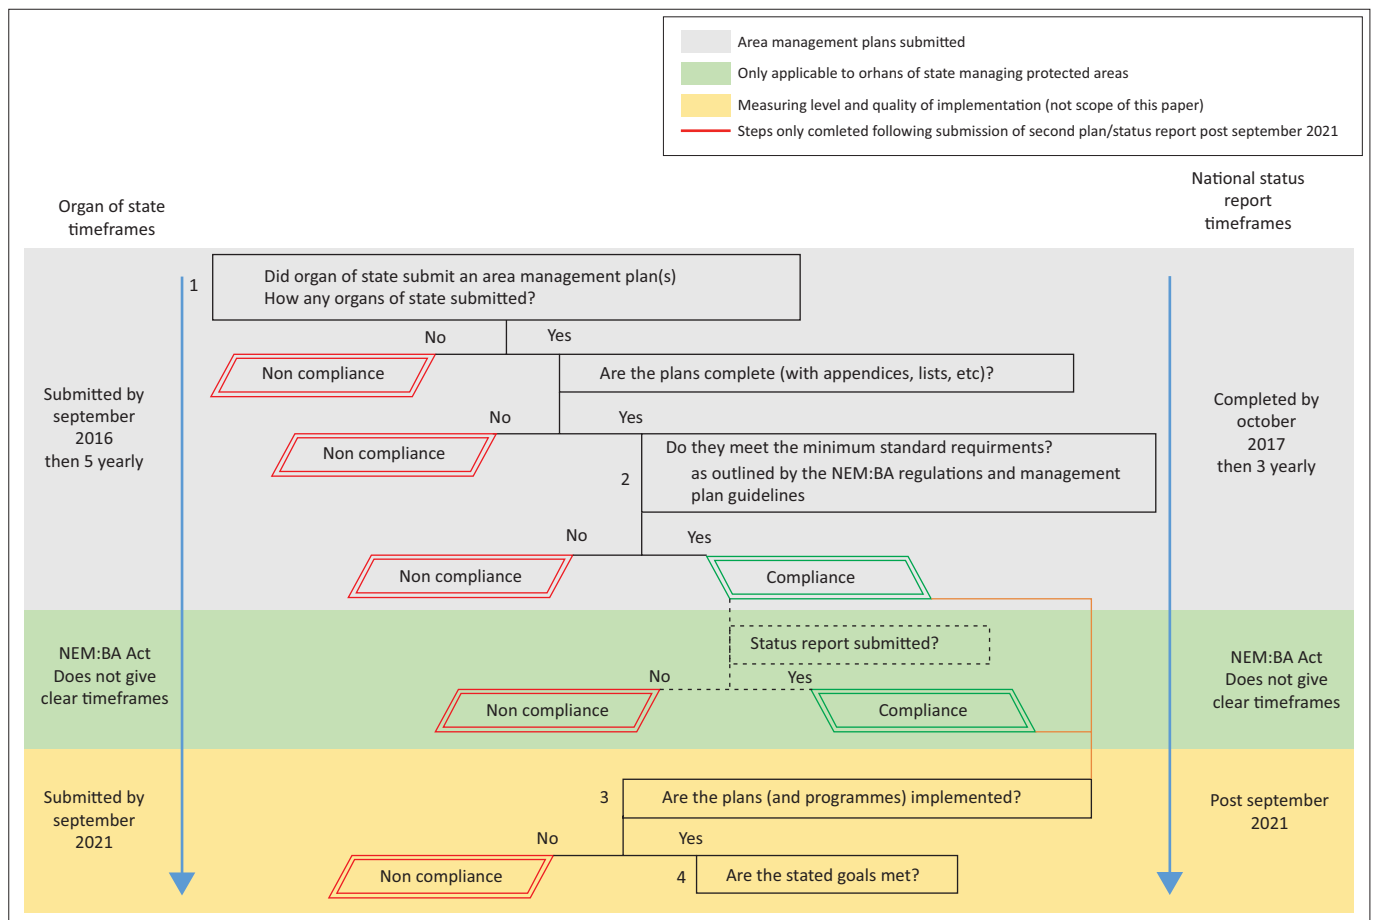 Area management plans submitted
Only applicable to orhans of state managing protected areas
Measuring level and quality of implementation (not scope of this paper)
Steps only comleted following submission of second plan/status report post september 2021
Organ of state
timeframes
National status
report
timeframes
1
Did organ of state submit an area management plan(s)
How any organs of state submitted?
No
Yes
Non compliance
Are the plans complete (with appendices, lists, etc)?
Submitted by
september
2016
then 5 yearly
Completed by
october
2017
then 3 yearly
No
Yes
Non compliance
2
Do they meet the minimum standard requirments?
as outlined by the NEM:BA regulations and management
plan guidelines
No
Yes
Non compliance
Compliance
NEM:BA Act
Does not give
clear timeframes
Status report submitted?
NEM:BA Act
Does not give
clear timeframes
No
Yes
Non compliance
Compliance
Submitted by
september
2021
3
Are the plans (and programmes) implemented?
Post september
2021
No
Yes
Non compliance
4
Are the stated goals met?